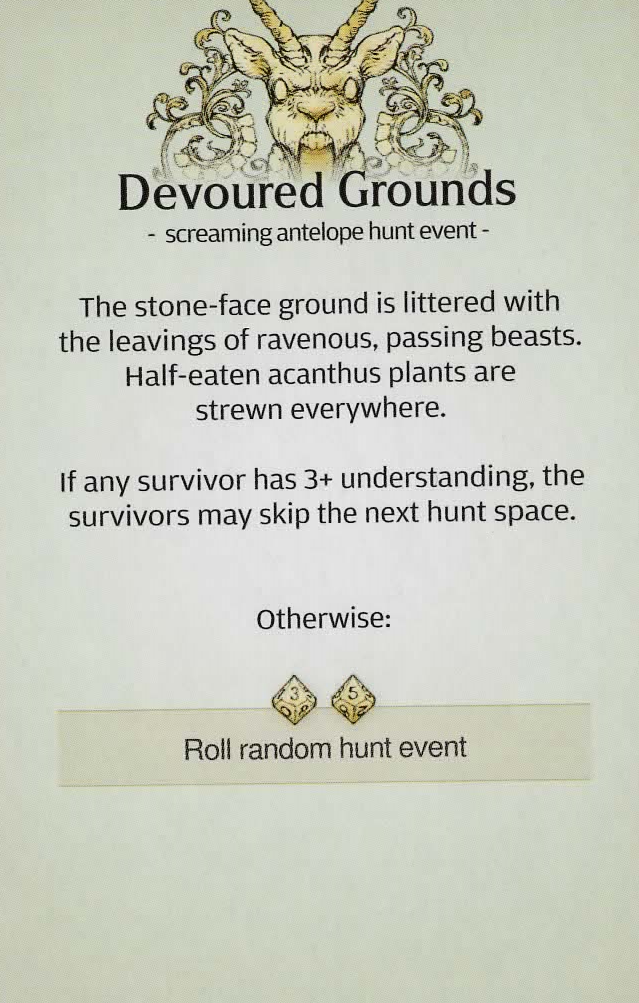 Devoured Grounds
- screaming antelope hunt event -
The stone-face ground is littered with
the leavings of ravenous, passing beasts.
Half-eaten acanthus plants are
strewn everywhere.
If any survivor has 3+ understanding, the
survivors may skip the next hunt space.
Otherwise:
3 5
Roll random hunt event